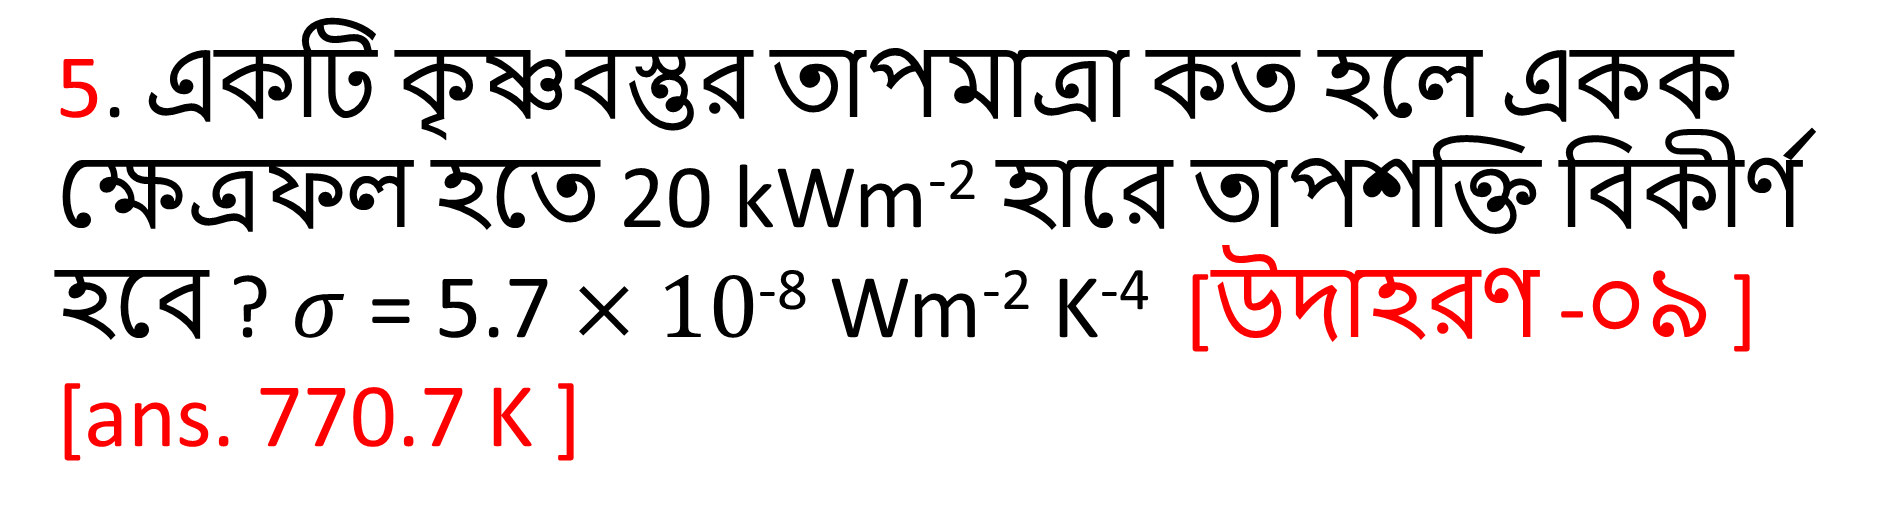 5. একটি কৃষ্ণবস্তুর তাপমাত্রা কত হলে একক
ক্ষেত্রফল হতে 20 kWm⁻² হারে তাপশক্তি বিকীর্ণ
হবে ? σ = 5.7 × 10⁻⁸ Wm⁻² K⁻⁴ [উদাহরণ -০৯ ]
[ans. 770.7 K ]